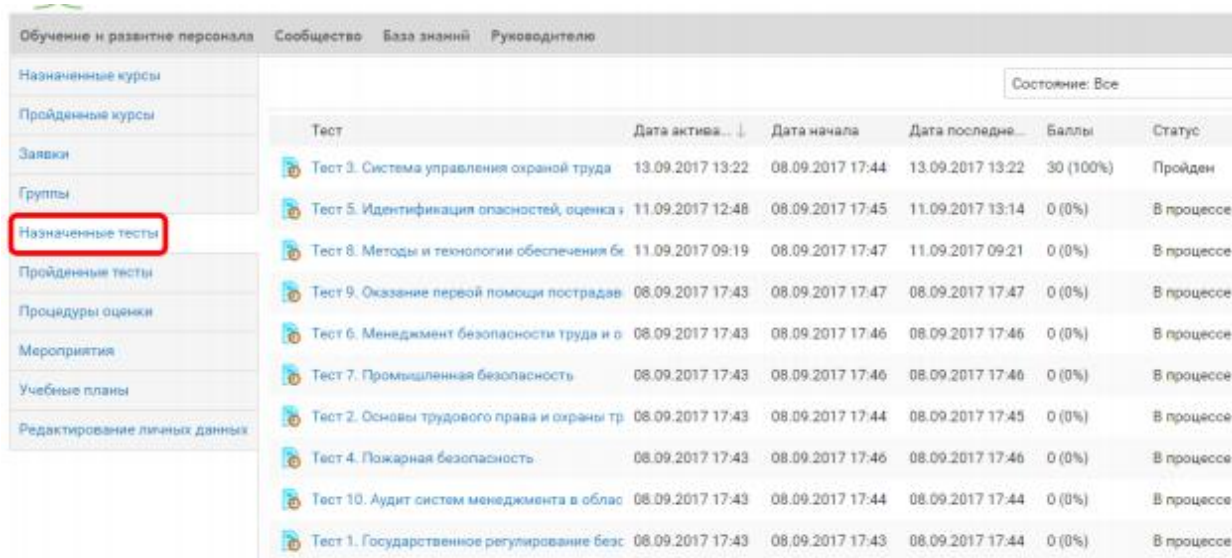 Обучение и развитие персонала Сообщество База знаний Руководителю
Назначенные курсы
Пройденные курсы
Заявки
Группы
Назначенные тесты
Пройденные тесты
Процедуры оценки
Мероприятия
Учебные планы
Редактирование личных данных
Состояние: Все
Тест Дата актива... ↓ Дата начала Дата последне... Баллы Статус
Тест 3. Система управления охраной труда 13.09.2017 13:22 08.09.2017 17:44 13.09.2017 13:22 30 (100%) Пройден
Тест 5. Идентификация опасностей, оценка и 11.09.2017 12:48 08.09.2017 17:45 11.09.2017 13:14 0 (0%) В процессе
Тест 8. Методы и технологии обеспечения бе 11.09.2017 09:19 08.09.2017 17:47 11.09.2017 09:21 0 (0%) В процессе
Тест 9. Оказание первой помощи пострадав 08.09.2017 17:43 08.09.2017 17:47 08.09.2017 17:47 0 (0%) В процессе
Тест 6. Менеджмент безопасности труда и о 08.09.2017 17:43 08.09.2017 17:46 08.09.2017 17:46 0 (0%) В процессе
Тест 7. Промышленная безопасность 08.09.2017 17:43 08.09.2017 17:46 08.09.2017 17:46 0 (0%) В процессе
Тест 2. Основы трудового права и охраны тр 08.09.2017 17:43 08.09.2017 17:44 08.09.2017 17:45 0 (0%) В процессе
Тест 4. Пожарная безопасность 08.09.2017 17:43 08.09.2017 17:46 08.09.2017 17:46 0 (0%) В процессе
Тест 10. Аудит систем менеджмента в облас 08.09.2017 17:43 08.09.2017 17:44 08.09.2017 17:44 0 (0%) В процессе
Тест 1. Государственное регулирование безо 08.09.2017 17:43 08.09.2017 17:43 08.09.2017 17:44 0 (0%) В процессе